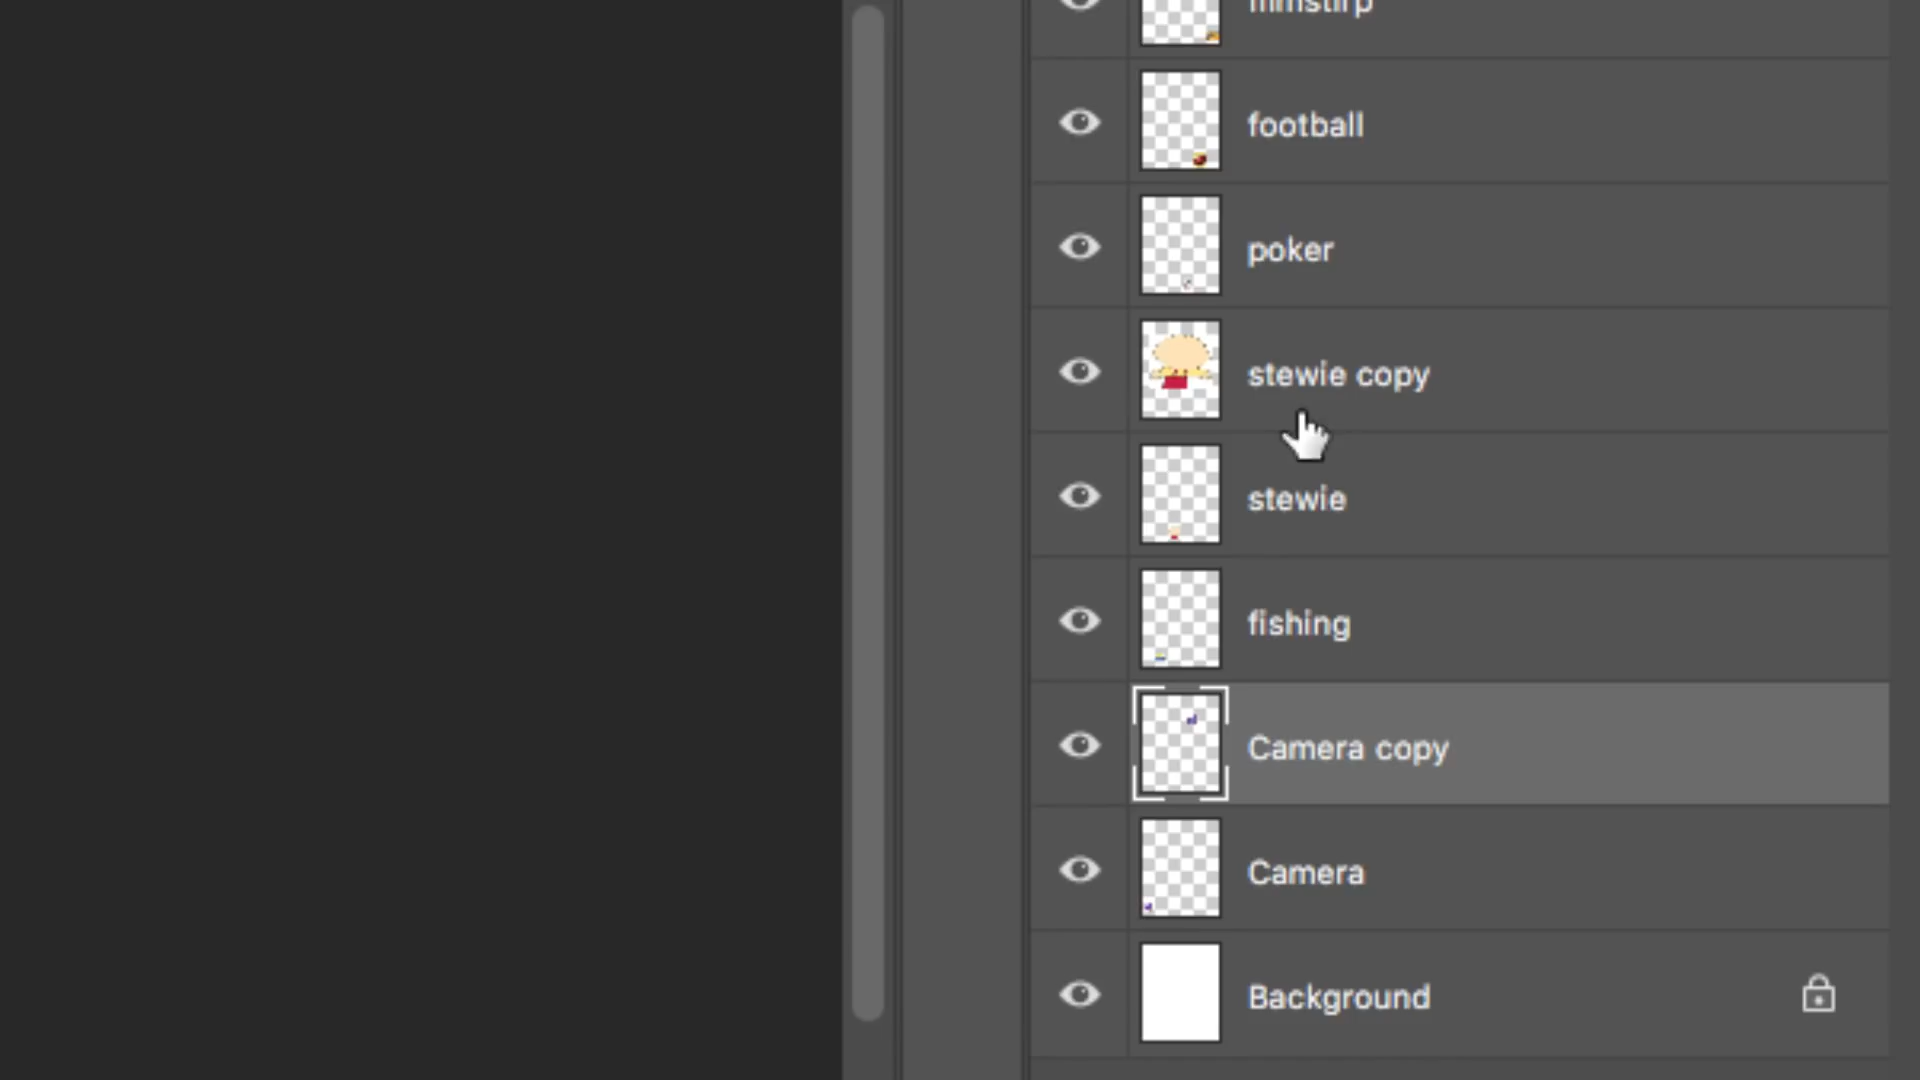 football
poker
stewie copy
stewie
fishing
Camera copy
Camera
Background